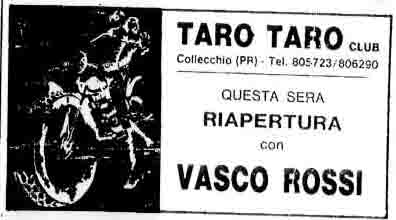 TARO TARO CLUB
Collecchio (PR) - Tel. 805723/806290
QUESTA SERA
RIAPERTURA
con
VASCO ROSSI